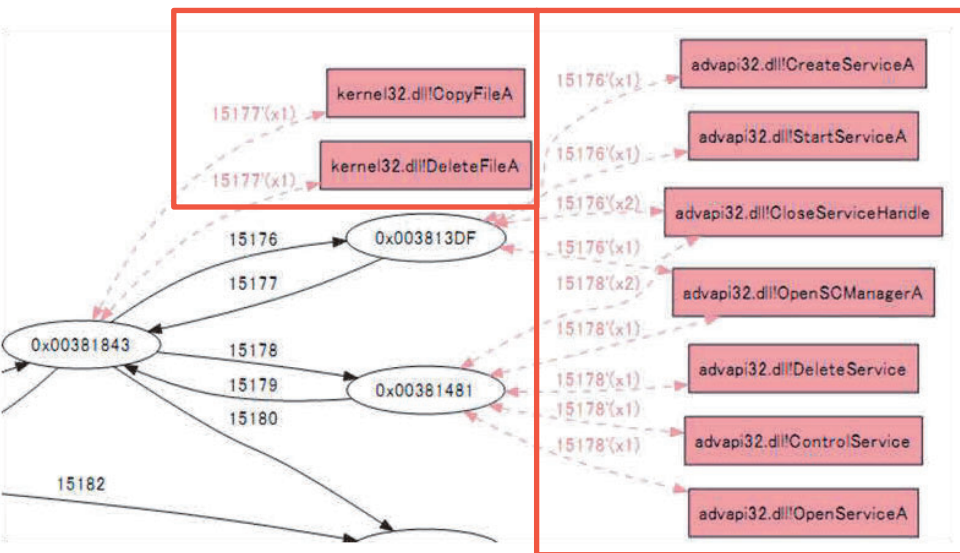 advapi32.dll!CreateServiceA
15176'(x1)
kernel32.dll!CopyFileA
15177'(x1)
advapi32.dll!StartServiceA
15176'(x1)
kernel32.dll!DeleteFileA
15177'(x1)
15176'(x2)
advapi32.dll!CloseServiceHandle
15176
0x003813DF
15176'(x1)
15177
15178'(x2)
advapi32.dll!OpenSCManagerA
15178'(x1)
0x00381843
15178
advapi32.dll!DeleteService
15179
15178'(x1)
0x00381481
15180
15178'(x1)
advapi32.dll!ControlService
15178'(x1)
15182
advapi32.dll!OpenServiceA